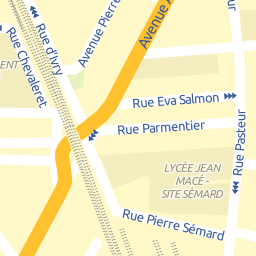 Rue d'Ivry
Avenue Pierre
Avenue A
Rue Chevaleret
ENT
Rue Eva Salmon
Rue Parmentier
Rue Pasteur
LYCÉE JEAN
MACÉ -
SITE SÉMARD
Rue Pierre Sémard